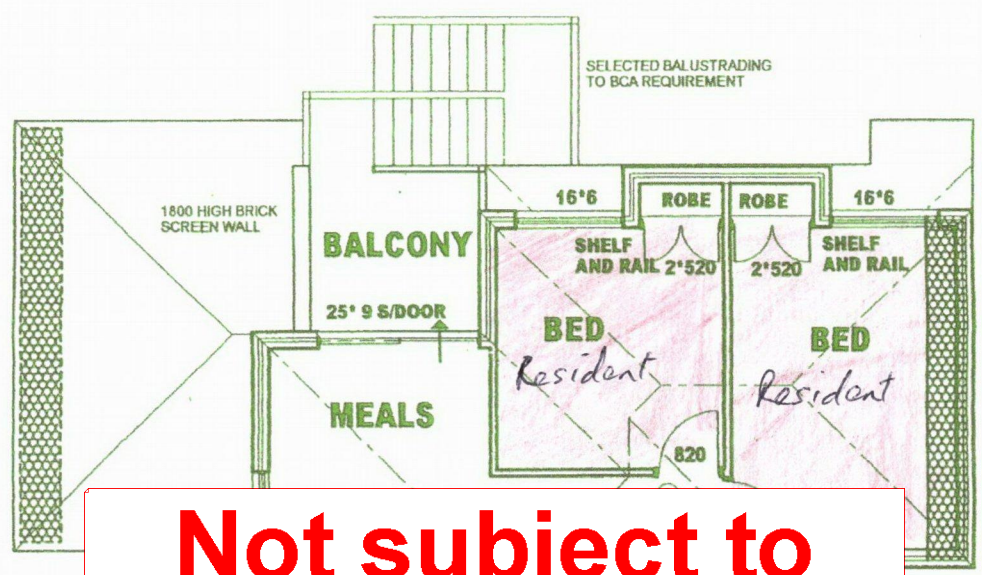 SELECTED BALUSTRADING
TO BCA REQUIREMENT
16*6
ROBE
ROBE
16*6
1800 HIGH BRICK
SCREEN WALL
BALCONY
SHELF
AND RAIL
2*520
2*520
SHELF
AND RAIL
25* 9 S/DOOR
BED
Resident
BED
Resident
MEALS
820
Not subject to